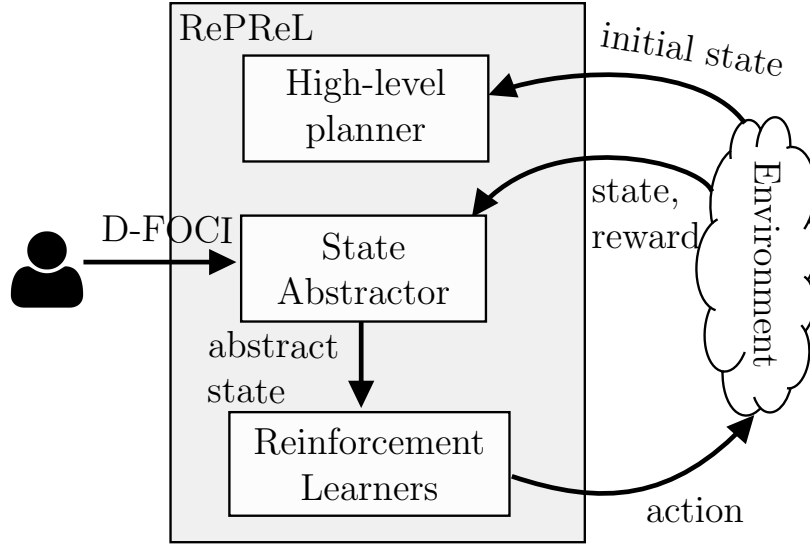 RePReL
High-level
planner
initial state
Environment
state,
reward
D-FOCI
State
Abstractor
abstract
state
Reinforcement
Learners
action